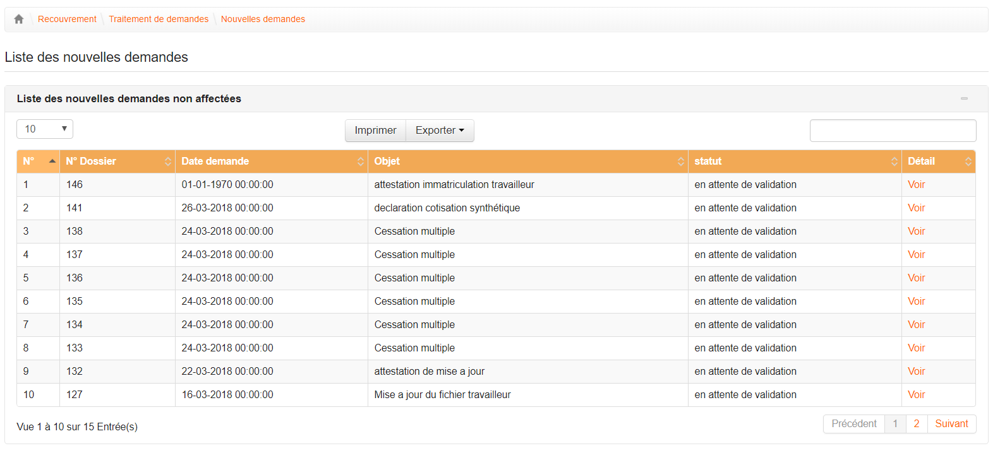 Recouvrement Traitement de demandes Nouvelles demandes
Liste des nouvelles demandes
Liste des nouvelles demandes non affectées
10 Imprimer Exporter
N° N° Dossier Date demande Objet statut Détail
1 146 01-01-1970 00:00:00 attestation immatriculation travailleur en attente de validation Voir
2 141 26-03-2018 00:00:00 declaration cotisation synthétique en attente de validation Voir
3 138 24-03-2018 00:00:00 Cessation multiple en attente de validation Voir
4 137 24-03-2018 00:00:00 Cessation multiple en attente de validation Voir
5 136 24-03-2018 00:00:00 Cessation multiple en attente de validation Voir
6 135 24-03-2018 00:00:00 Cessation multiple en attente de validation Voir
7 134 24-03-2018 00:00:00 Cessation multiple en attente de validation Voir
8 133 24-03-2018 00:00:00 Cessation multiple en attente de validation Voir
9 132 22-03-2018 00:00:00 attestation de mise a jour en attente de validation Voir
10 127 16-03-2018 00:00:00 Mise a jour du fichier travailleur en attente de validation Voir
Vue 1 à 10 sur 15 Entrée(s) Précédent 1 2 Suivant